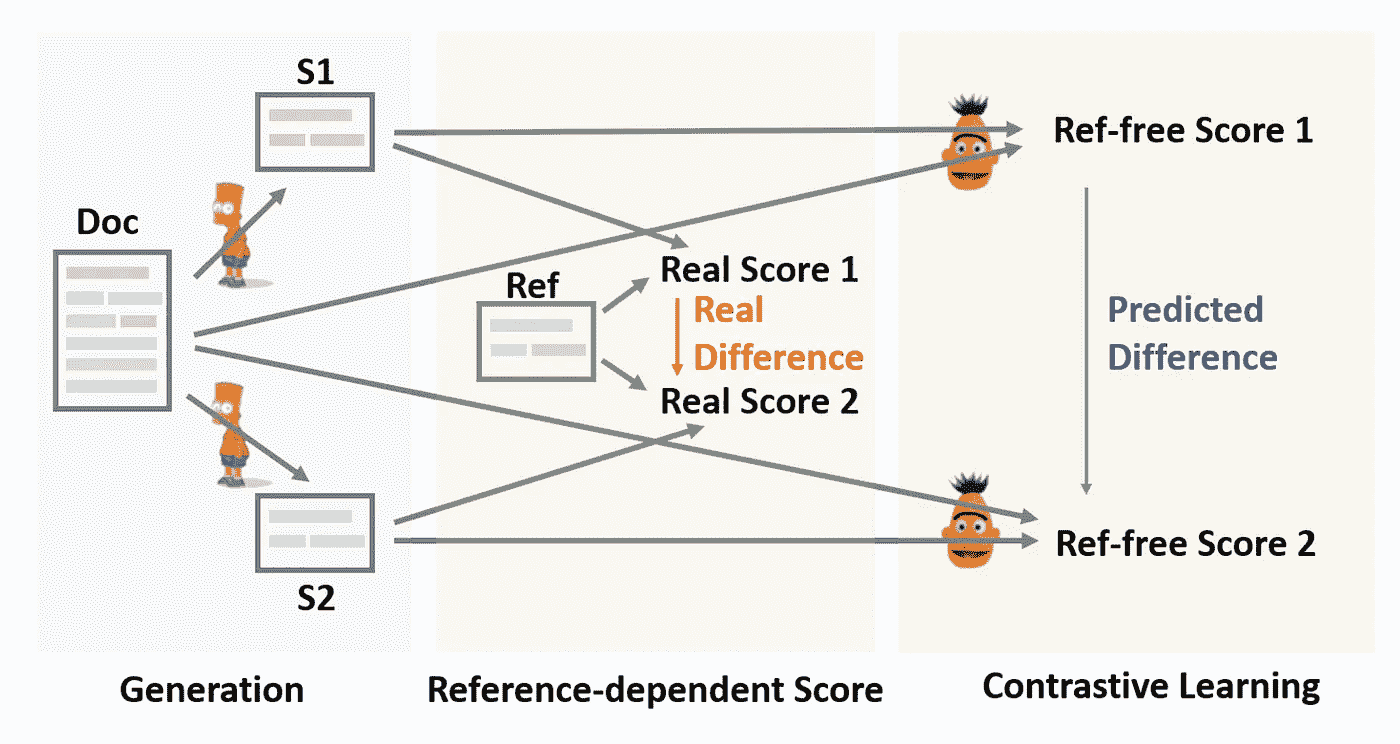 S1
Doc
S2
Generation
Ref
Real Score 1
Real
Difference
Real Score 2
Reference-dependent Score
Ref-free Score 1
Predicted
Difference
Ref-free Score 2
Contrastive Learning